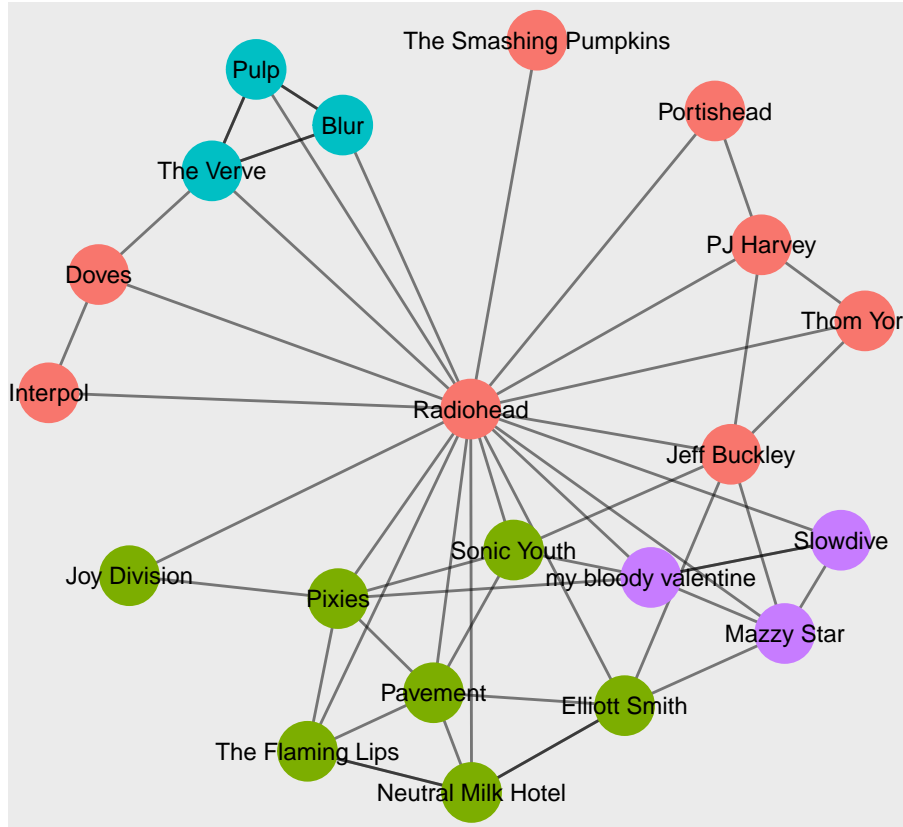 The Smashing Pumpkins
Pulp
Portishead
Blur
The Verve
PJ Harvey
Doves
Thom Yor
Interpol
Radiohead
Jeff Buckley
Slowdive
Sonic Youth
my bloody valentine
Joy Division
Pixies
Mazzy Star
Pavement
Elliott Smith
The Flaming Lips
Neutral Milk Hotel